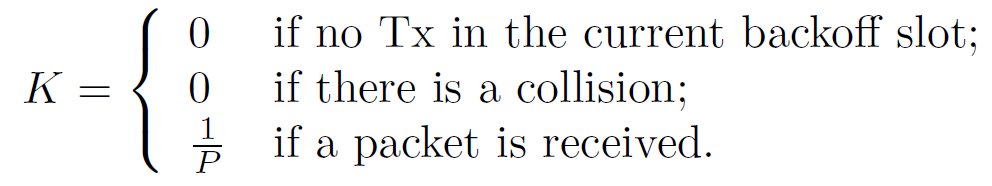 K = { 0 if no Tx in the current backoff slot;
0 if there is a collision;
1/P if a packet is received.